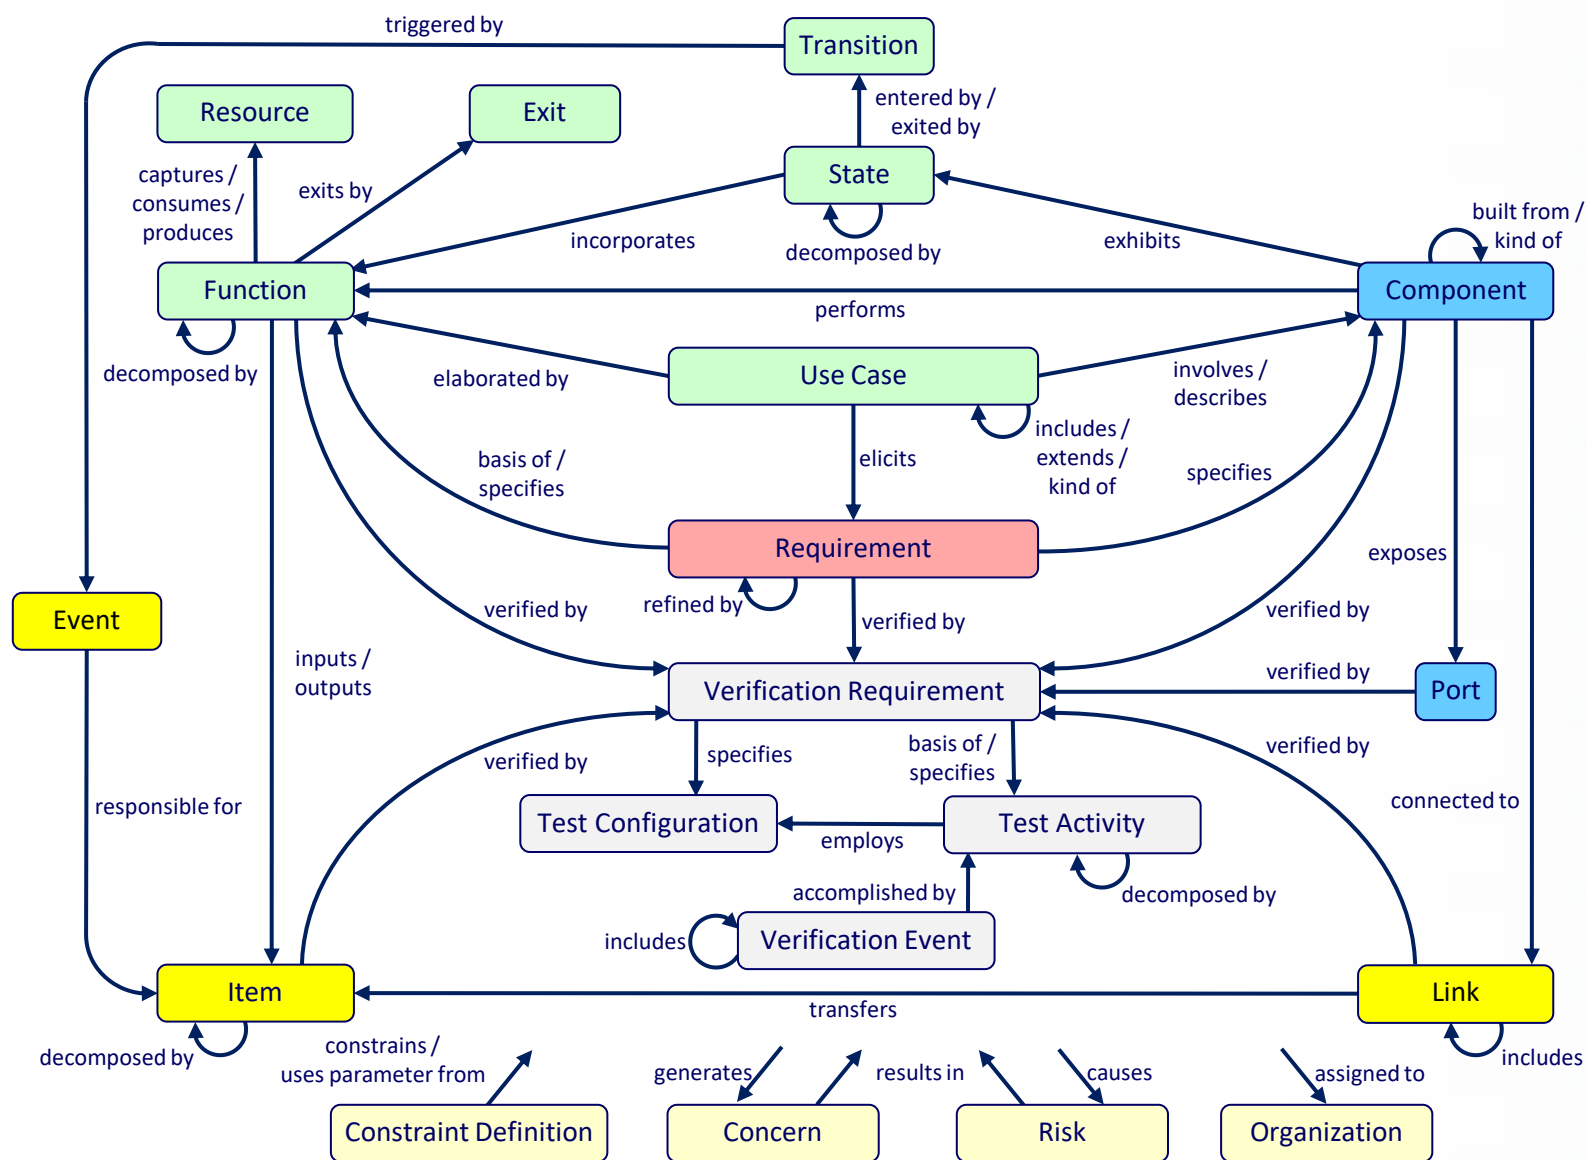 triggered by
Transition
Resource
Exit
entered by /
exited by
captures /
consumes /
produces
exits by
State
incorporates
decomposed by
exhibits
built from /
kind of
Function
Component
performs
decomposed by
elaborated by
Use Case
involves /
describes
includes /
extends /
kind of
elicits
basis of /
specifies
specifies
Requirement
exposes
refined by
verified by
verified by
verified by
Event
inputs /
outputs
Verification Requirement
verified by
Port
verified by
specifies
basis of /
specifies
verified by
responsible for
connected to
Test Configuration
employs
Test Activity
accomplished by
decomposed by
includes
Verification Event
Item
transfers
Link
decomposed by
includes
constrains /
uses parameter from
generates
results in
causes
assigned to
Constraint Definition
Concern
Risk
Organization